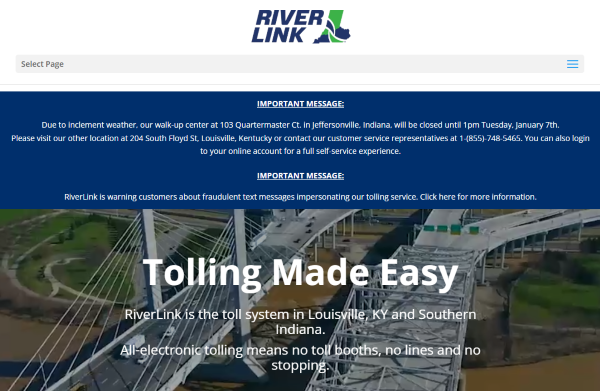 RIVER
LINK
Select Page
IMPORTANT MESSAGE:
Due to inclement weather, our walk-up center at 103 Quartermaster Ct. in Jeffersonville, Indiana, will be closed until 1pm Tuesday, January 7th.
Please visit our other location at 204 South Floyd St, Louisville, Kentucky or contact our customer service representatives at 1-(855)-748-5465. You can also login
to your online account for a full self-service experience.
IMPORTANT MESSAGE:
RiverLink is warning customers about fraudulent text messages impersonating our tolling service. Click here for more information.
Tolling Made Easy
RiverLink is the toll system in Louisville, KY and Southern
Indiana.
All-electronic tolling means no toll booths, no lines and no
stopping.